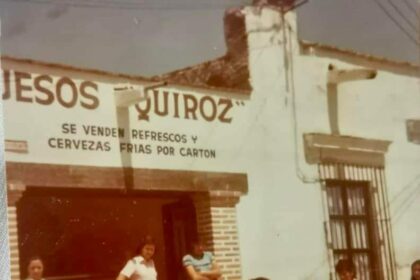 UESOS "QUIROZ"
SE VENDEN REFRESCOS Y
CERVEZAS FRIAS POR CARTON